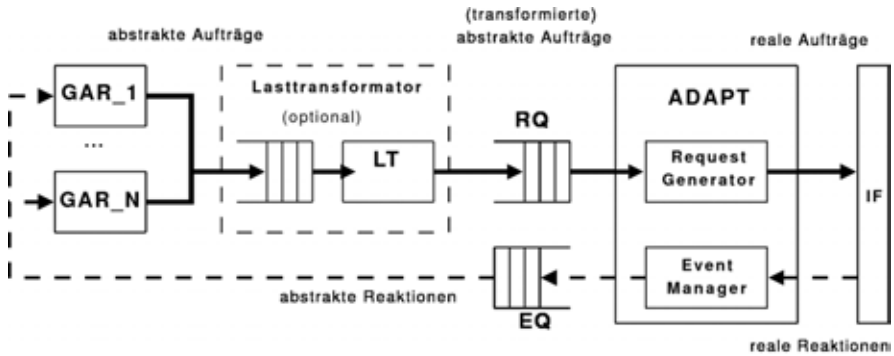 abstrakte Aufträge
(transformierte)
abstrakte Aufträge
reale Aufträge
GAR_1
...
GAR_N
Lasttransformator
(optional)
LT
RQ
ADAPT
Request
Generator
IF
Event
Manager
EQ
abstrakte Reaktionen
reale Reaktionen